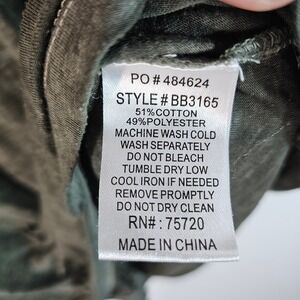 PO # 484624
STYLE # BB3165
51%COTTON
49%POLYESTER
MACHINE WASH COLD
WASH SEPARATELY
DO NOT BLEACH
TUMBLE DRY LOW
COOL IRON IF NEEDED
REMOVE PROMPTLY
DO NOT DRY CLEAN
RN# : 75720
MADE IN CHINA